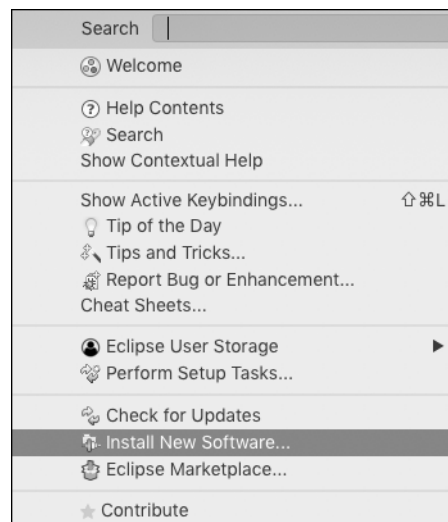 Search
Welcome
Help Contents
Search
Show Contextual Help
Show Active Keybindings... ⇧⌘L
Tip of the Day
Tips and Tricks...
Report Bug or Enhancement...
Cheat Sheets...
Eclipse User Storage
Perform Setup Tasks...
Check for Updates
Install New Software...
Eclipse Marketplace...
Contribute